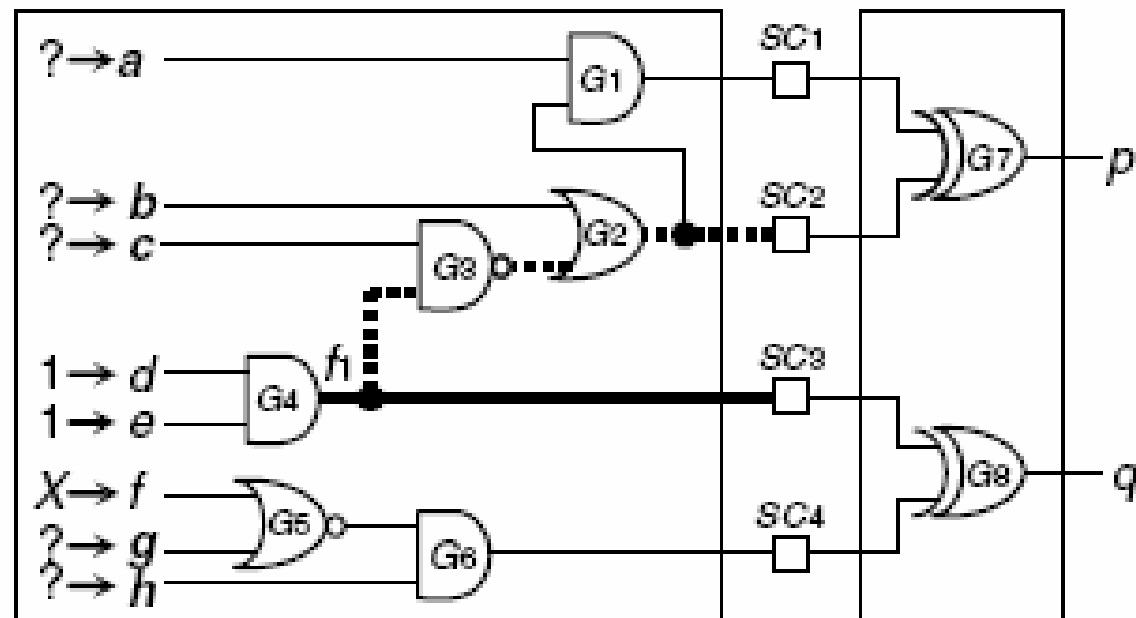 ?→a
G1
SC1
G7
p
?→b
G2
SC2
?→c
G3
1→d
f1
G4
SC3
1→e
G8
q
X→f
G5
SC4
?→g
G6
?→h